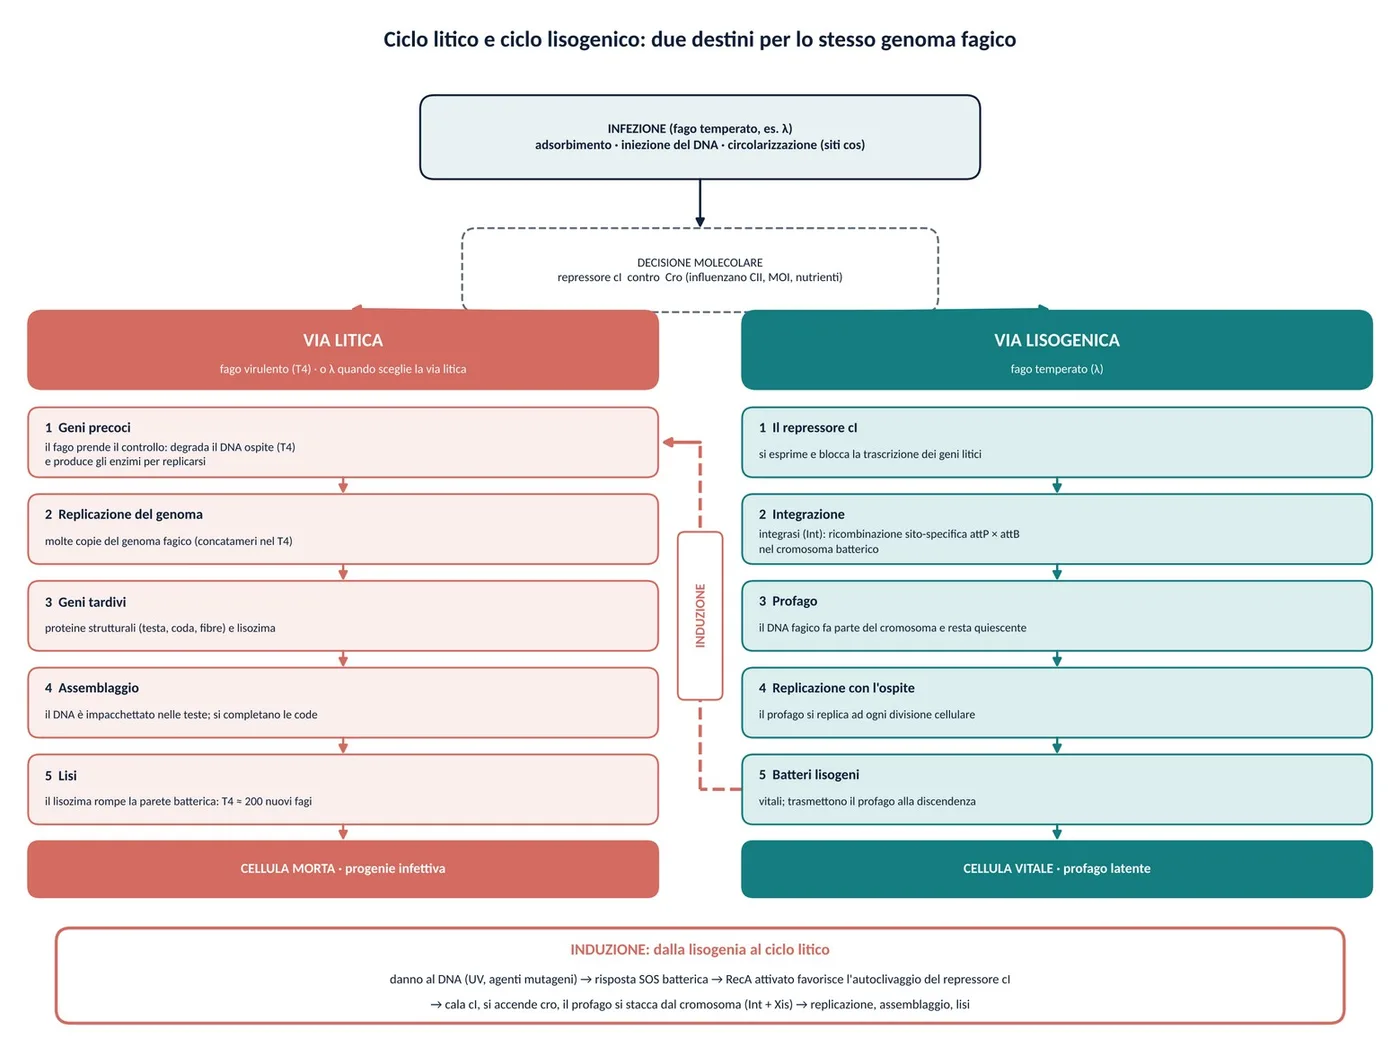 Ciclo litico e ciclo lisogenico: due destini per lo stesso genoma fagico
INFEZIONE (fago temperato, es. λ)
adsorbimento · iniezione del DNA · circolarizzazione (siti cos)
DECISIONE MOLECOLARE
repressore cI contro Cro (influenzano CII, MOI, nutrienti)
VIA LITICA
fago virulento (T4) · o λ quando sceglie la via litica
1 Geni precoci
il fago prende il controllo: degrada il DNA ospite (T4)
e produce gli enzimi per replicarsi
2 Replicazione del genoma
molte copie del genoma fagico (concatameri nel T4)
3 Geni tardivi
proteine strutturali (testa, coda, fibre) e lisozima
4 Assemblaggio
il DNA è impacchettato nelle teste; si completano le code
5 Lisi
il lisozima rompe la parete batterica: T4 ≈ 200 nuovi fagi
CELLULA MORTA · progenie infettiva
INDUZIONE
VIA LISOGENICA
fago temperato (λ)
1 Il repressore cI
si esprime e blocca la trascrizione dei geni litici
2 Integrazione
integrasi (Int): ricombinazione sito-specifica attP × attB
nel cromosoma batterico
3 Profago
il DNA fagico fa parte del cromosoma e resta quiescente
4 Replicazione con l'ospite
il profago si replica ad ogni divisione cellulare
5 Batteri lisogeni
vitali; trasmettono il profago alla discendenza
CELLULA VITALE · profago latente
INDUZIONE: dalla lisogenia al ciclo litico
danno al DNA (UV, agenti mutageni) → risposta SOS batterica → RecA attivato favorisce l'autoclivaggio del repressore cI
→ cala cI, si accende cro, il profago si stacca dal cromosoma (Int + Xis) → replicazione, assemblaggio, lisi